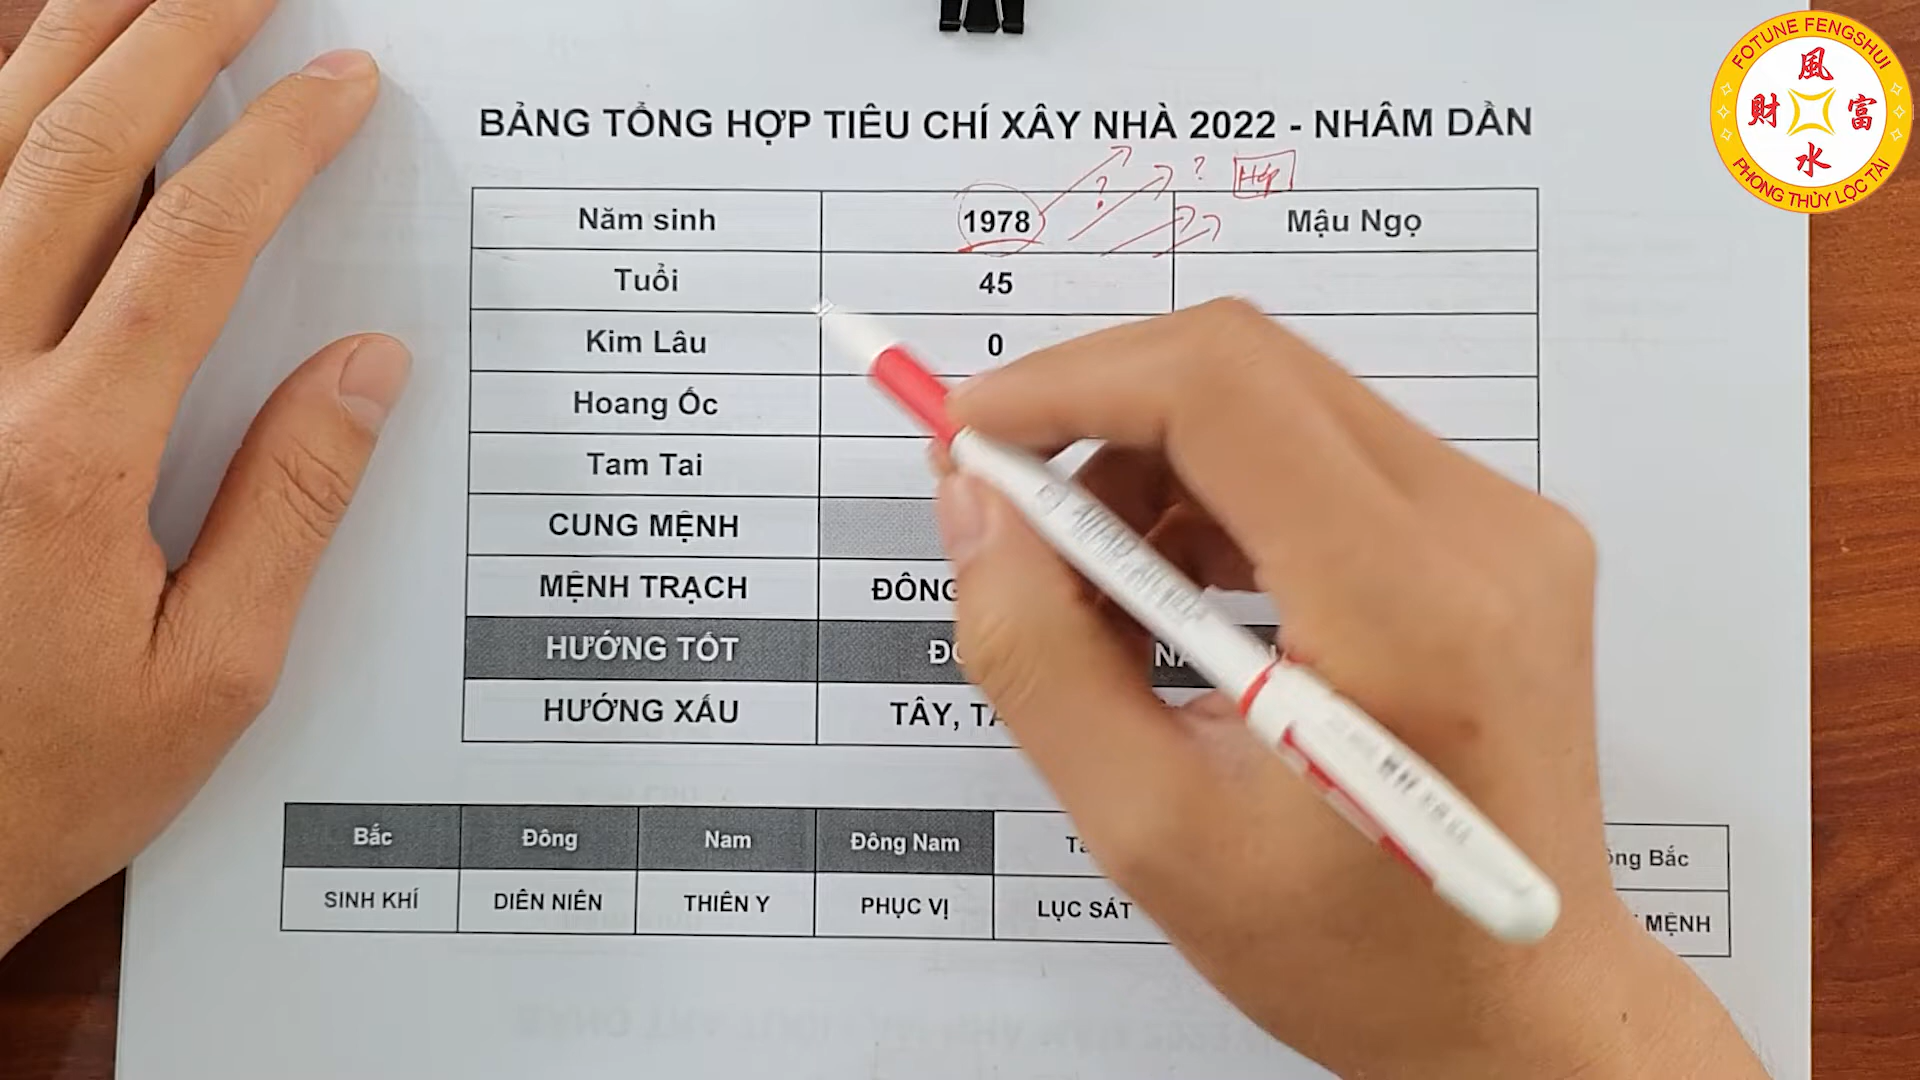 FOTUNE FENGSHUI
風
財 富
水
PHONG THỦY LỘC TÀI
BẢNG TỔNG HỢP TIÊU CHÍ XÂY NHÀ 2022 - NHÂM DẦN
? ? Hợp
Năm sinh 1978 Mậu Ngọ
Tuổi 45
Kim Lâu 0
Hoang Ốc
Tam Tai
CUNG MỆNH
MỆNH TRẠCH ĐÔNG
HƯỚNG TỐT
HƯỚNG XẤU TÂY,
Bắc Đông Nam Đông Nam Bắc
SINH KHÍ DIÊN NIÊN THIÊN Y PHỤC VỊ LỤC SÁT MỆNH